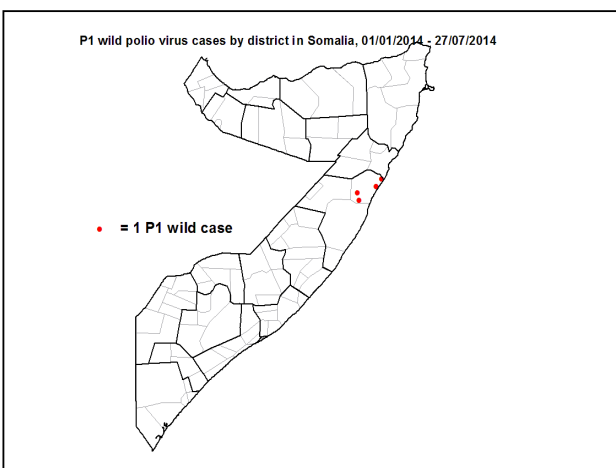 P1 wild polio virus cases by district in Somalia, 01/01/2014 - 27/07/2014
= 1 P1 wild case